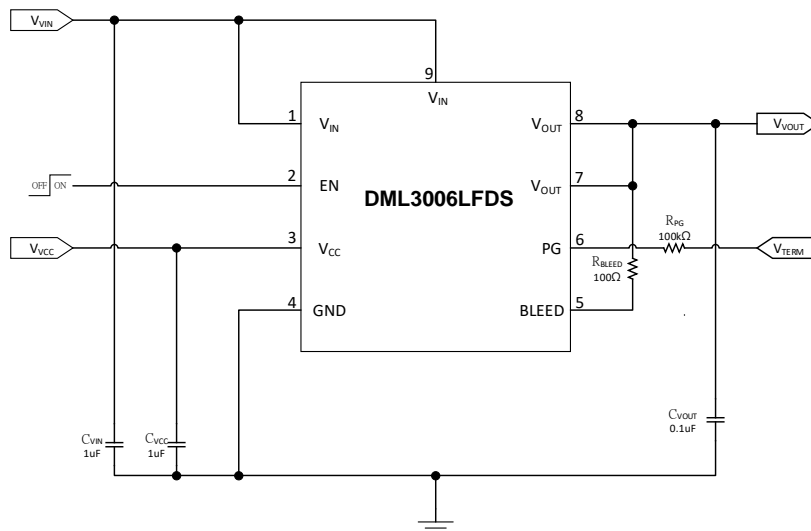 VVIN
9
VIN
1
VIN
VOUT
8
VVOUT
OFF
ON
2
EN
DML3006LFDS
VOUT
7
VVCC
3
VCC
PG
6
RPG
100kΩ
VTERM
RBLEED
100Ω
4
GND
BLEED
5
CVIN
1uF
CVCC
1uF
CVOUT
0.1uF